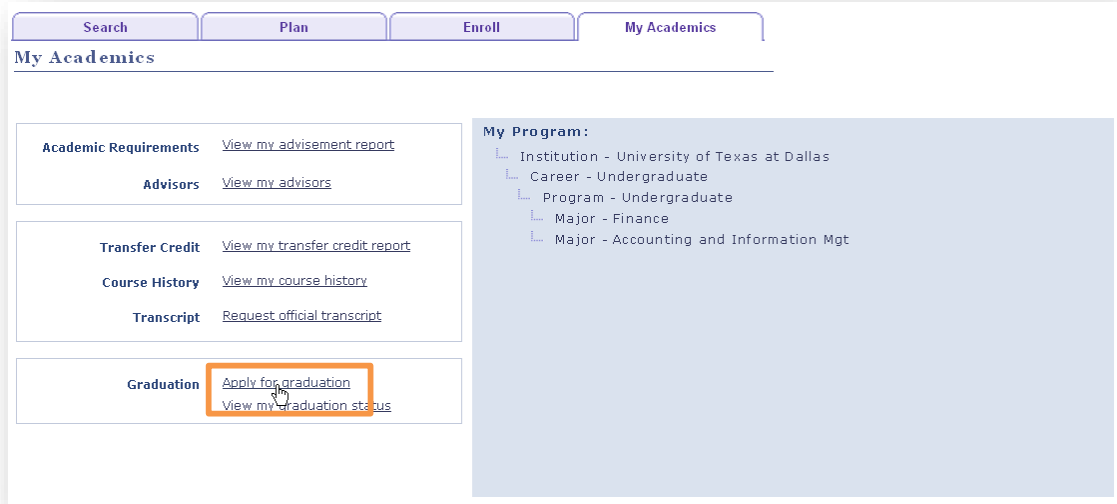 Search Plan Enroll My Academics
My Academics
Academic Requirements View my advisement report
Advisors View my advisors
Transfer Credit View my transfer credit report
Course History View my course history
Transcript Request official transcript
Graduation Apply for graduation
View my graduation status
My Program:
Institution - University of Texas at Dallas
Career - Undergraduate
Program - Undergraduate
Major - Finance
Major - Accounting and Information Mgt